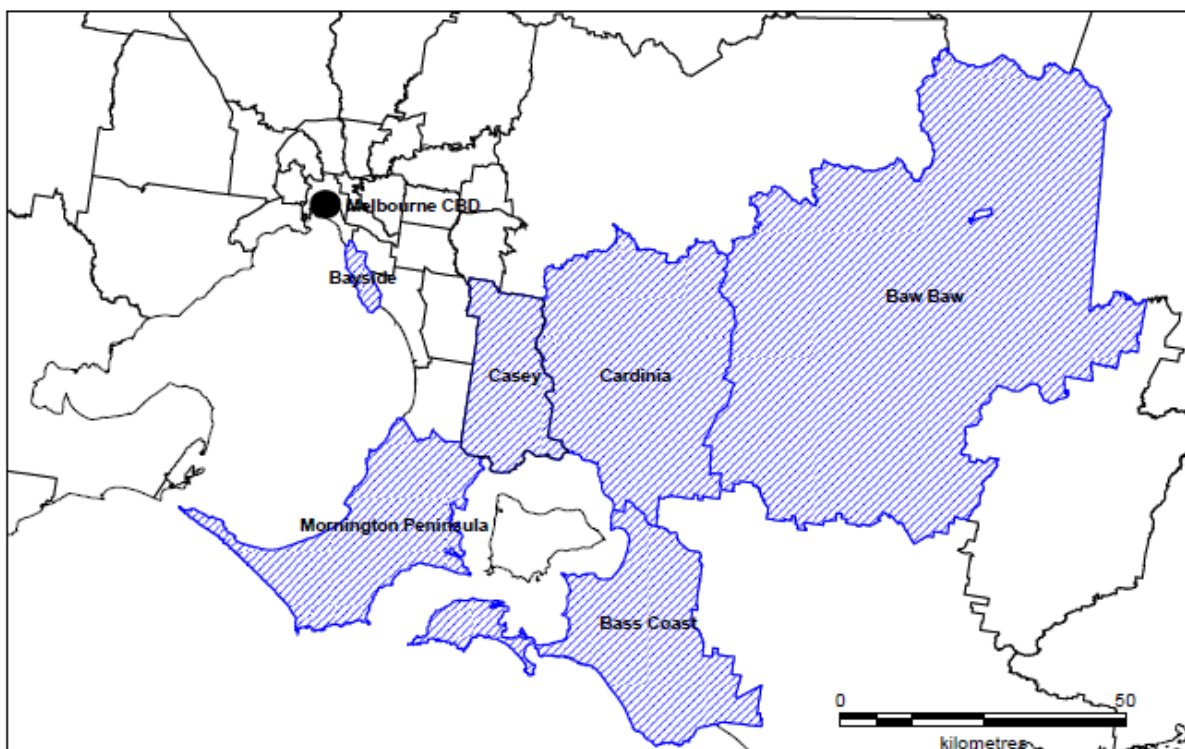 Melbourne CBD
Bayside
Baw Baw
Casey
Cardinia
Mornington Peninsula
Bass Coast
0 50
kilometres